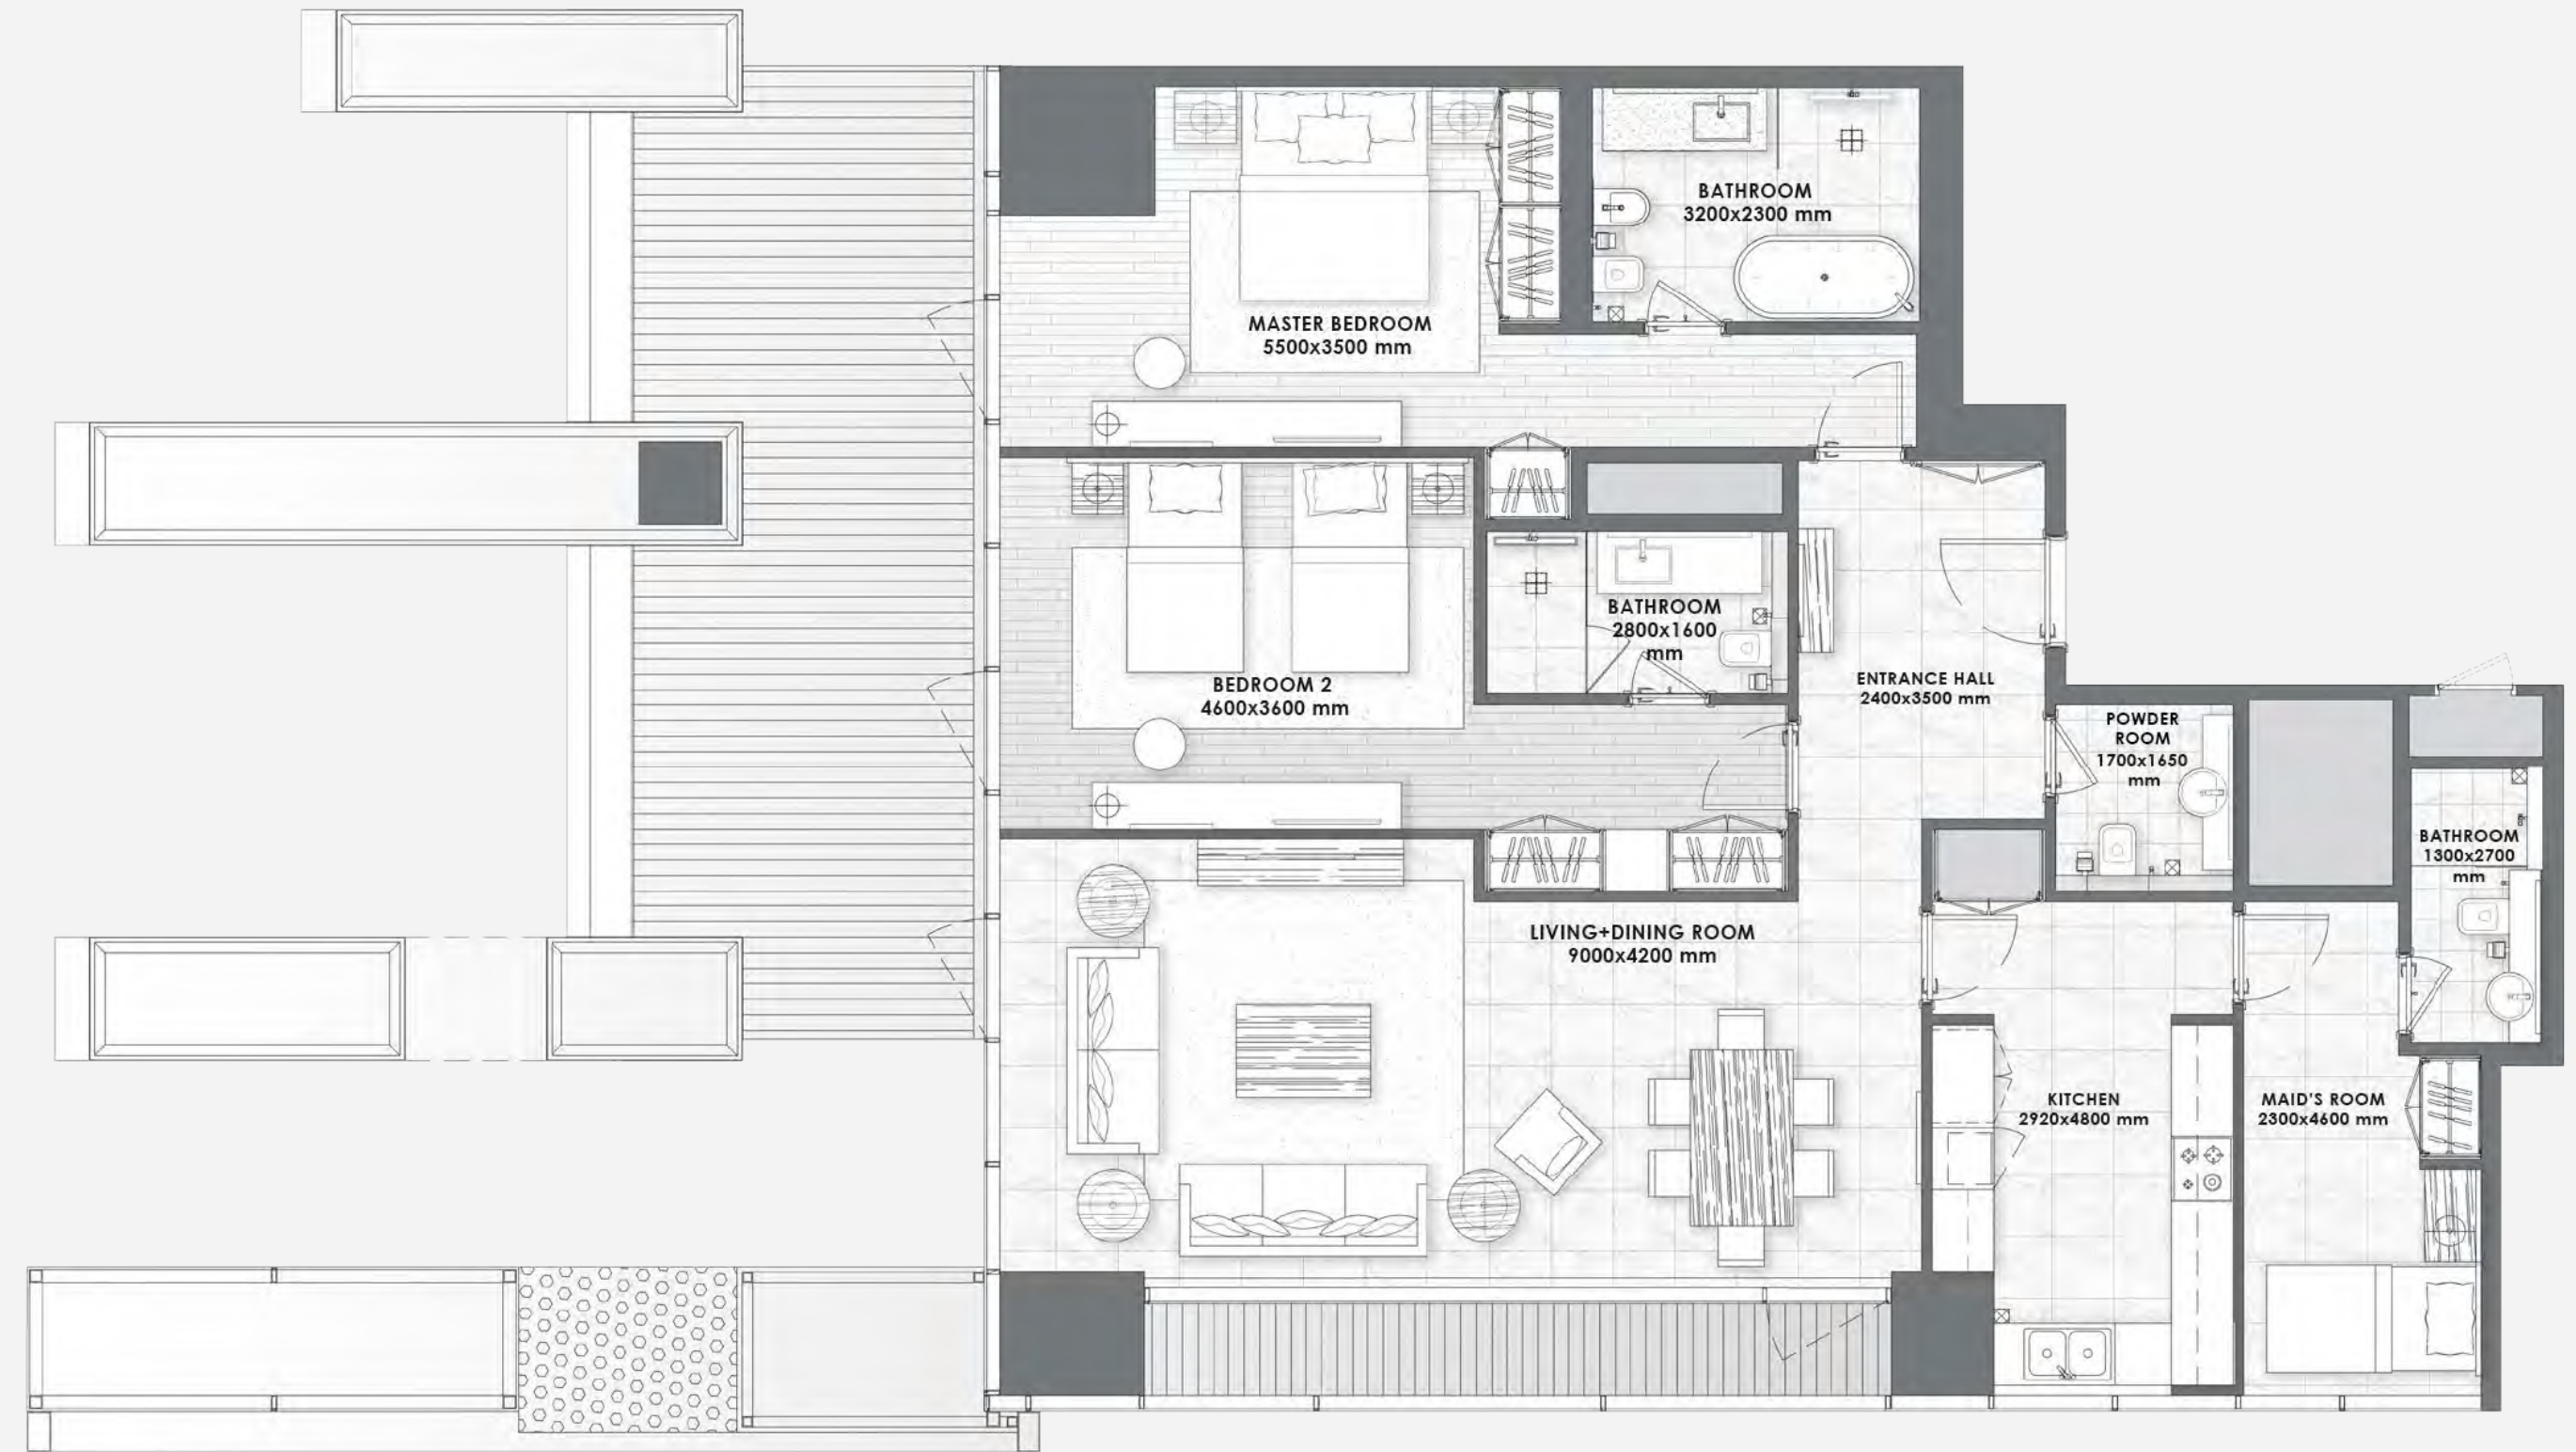 BATHROOM
3200x2300 mm
MASTER BEDROOM
5500x3500 mm
BATHROOM
2800x1600
mm
BEDROOM 2
4600x3600 mm
ENTRANCE HALL
2400x3500 mm
POWDER
ROOM
1700x1650
mm
BATHROOM
1300x2700
mm
LIVING+DINING ROOM
9000x4200 mm
KITCHEN
2920x4800 mm
MAID'S ROOM
2300x4600 mm